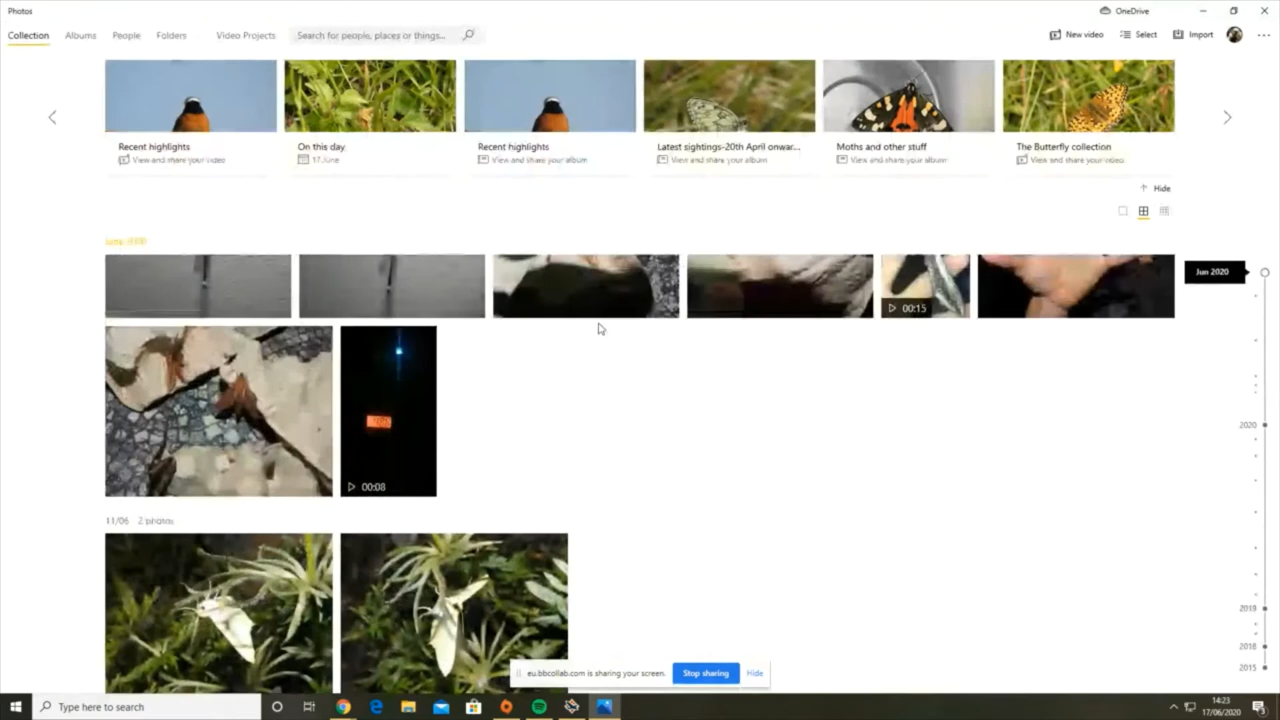 Photos
OneDrive
Collection Albums People Folders Video Projects Search for people, places or things... New video Select Import
Recent highlights
View and share your video
On this day
17 June
Recent highlights
View and share your album
Latest sightings-20th April onwar...
View and share your album
Moths and other stuff
View and share your album
The Butterfly collection
View and share your video
Hide
Jun 2020
00:15
00:08
2020
11/06 2 photos
2019
2018
2015
eu.bbcollab.com is sharing your screen. Stop sharing Hide
Type here to search
14:23
17/06/2020